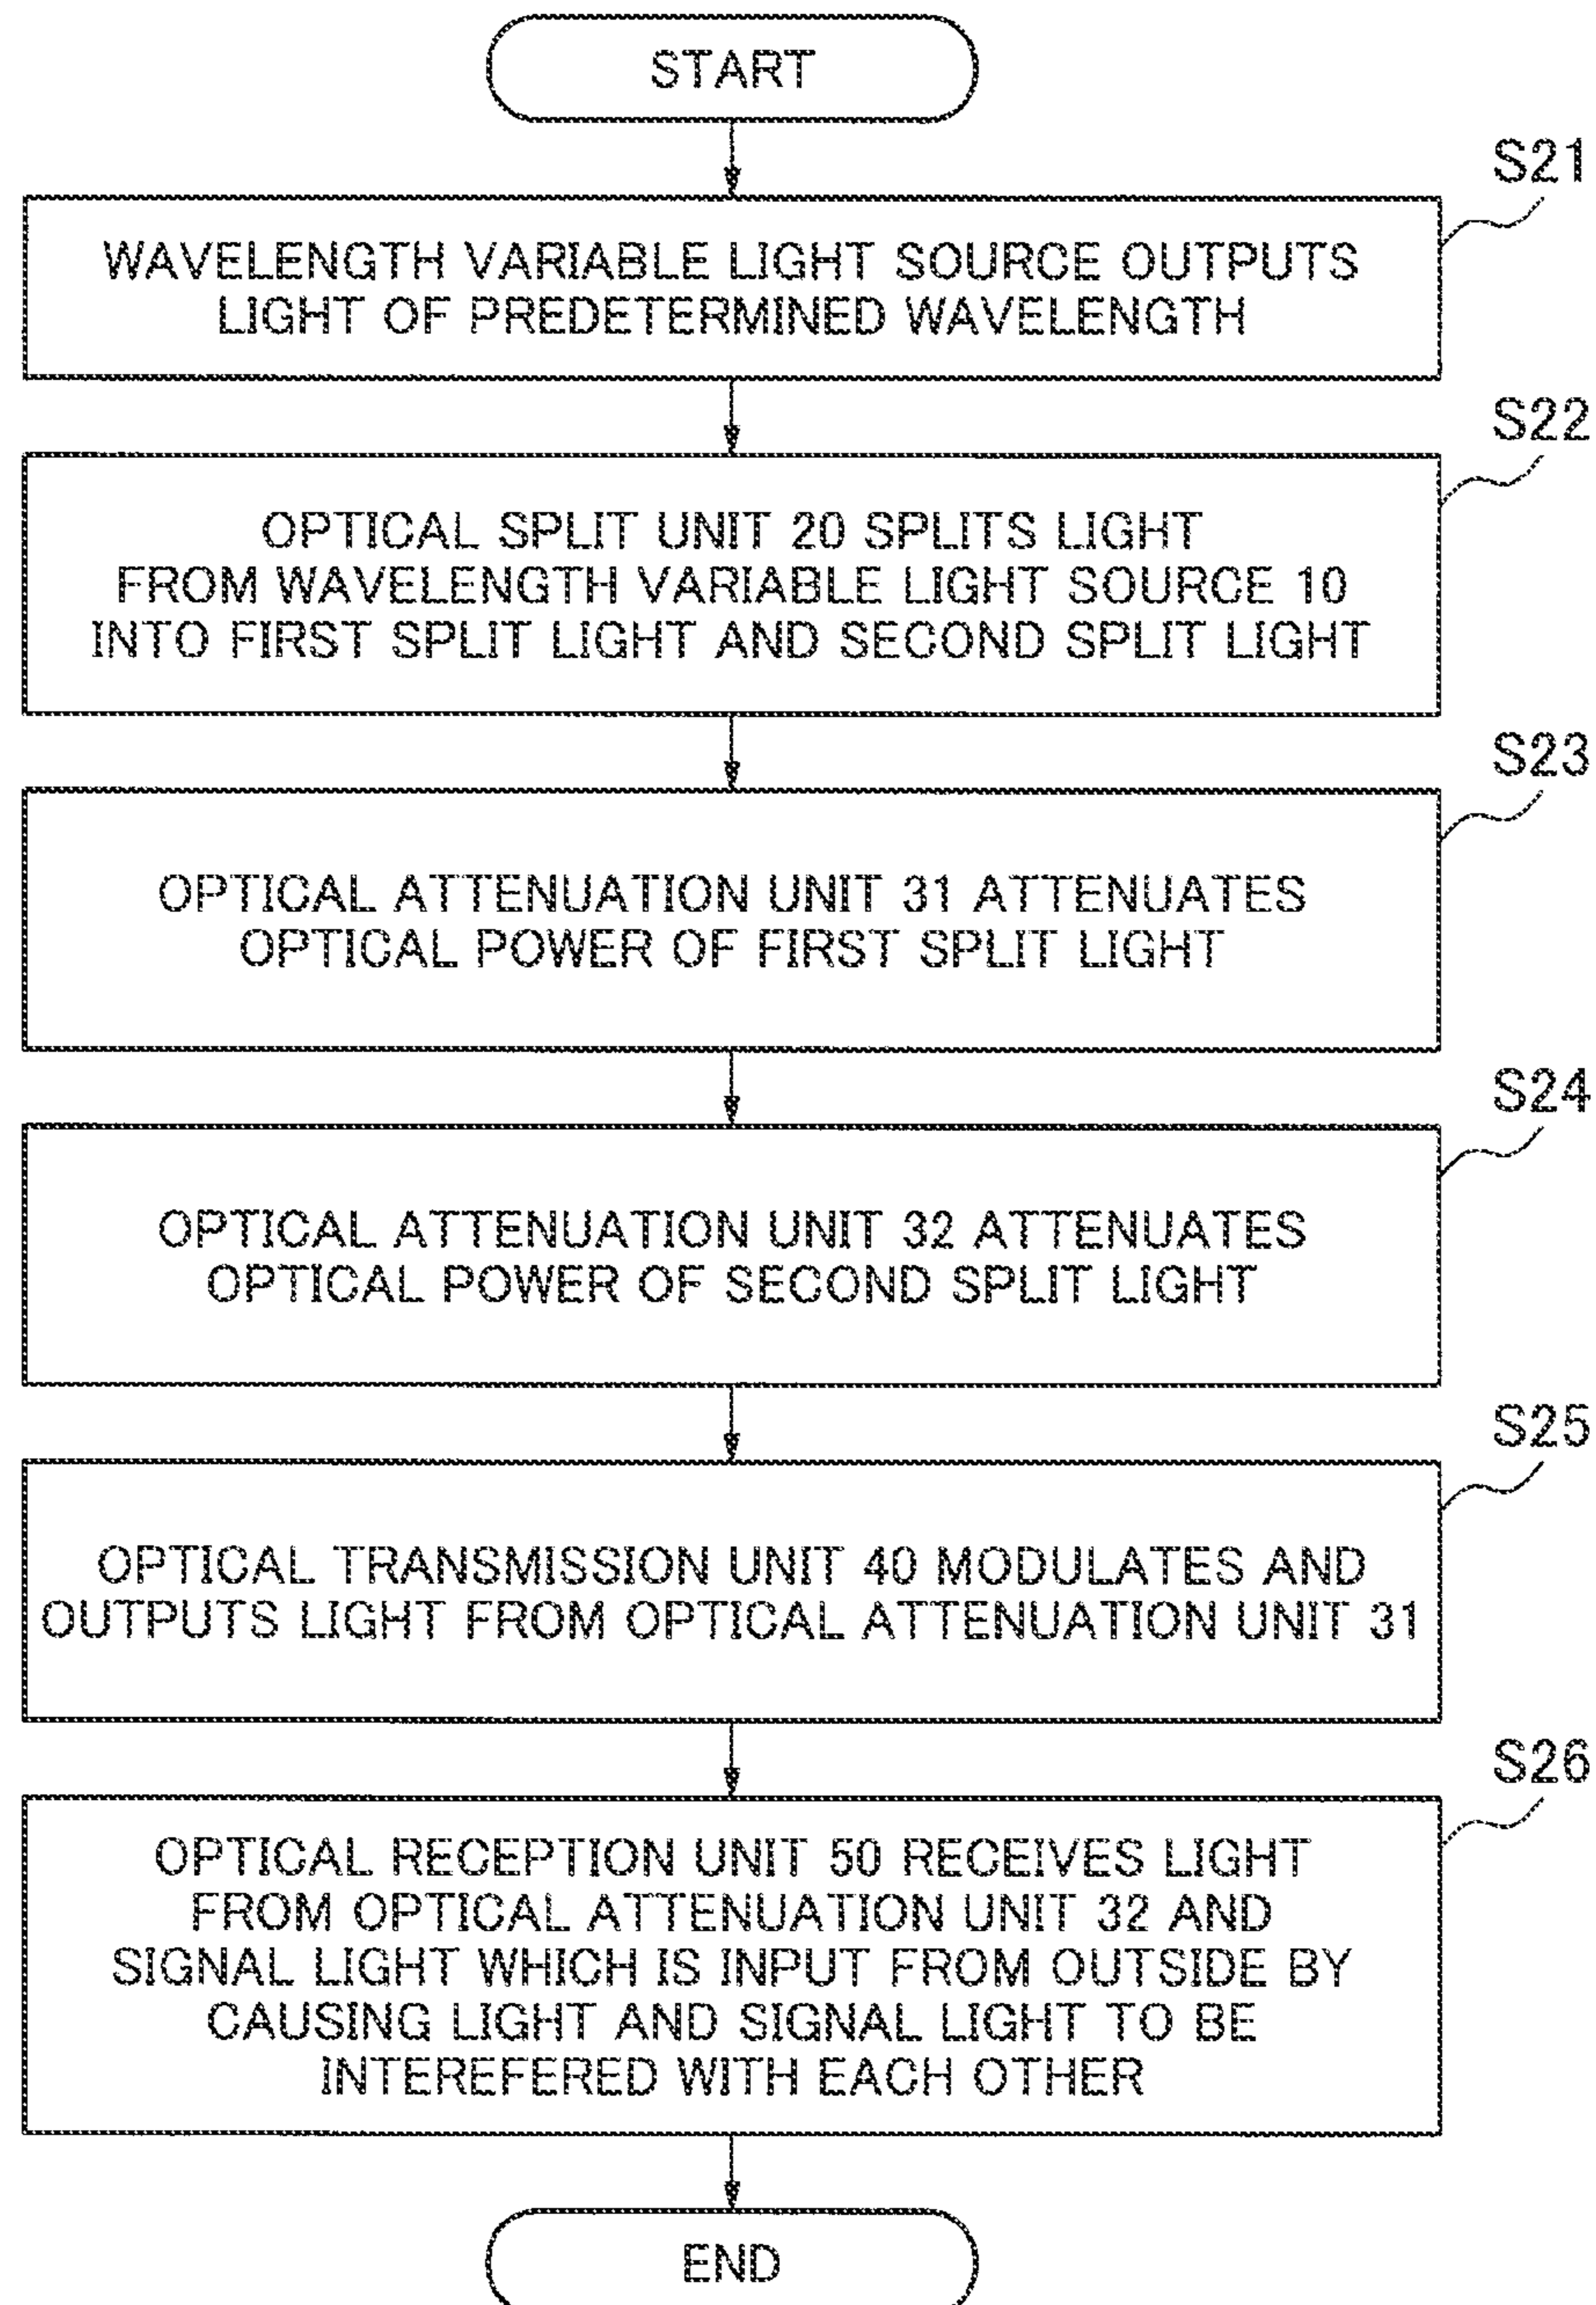 START
S21
WAVELENGTH VARIABLE LIGHT SOURCE OUTPUTS
LIGHT OF PREDETERMINED WAVELENGTH
S22
OPTICAL SPLIT UNIT 20 SPLITS LIGHT
FROM WAVELENGTH VARIABLE LIGHT SOURCE 10
INTO FIRST SPLIT LIGHT AND SECOND SPLIT LIGHT
S23
OPTICAL ATTENUATION UNIT 31 ATTENUATES
OPTICAL POWER OF FIRST SPLIT LIGHT
S24
OPTICAL ATTENUATION UNIT 32 ATTENUATES
OPTICAL POWER OF SECOND SPLIT LIGHT
S25
OPTICAL TRANSMISSION UNIT 40 MODULATES AND
OUTPUTS LIGHT FROM OPTICAL ATTENUATION UNIT 31
S26
OPTICAL RECEPTION UNIT 50 RECEIVES LIGHT
FROM OPTICAL ATTENUATION UNIT 32 AND
SIGNAL LIGHT WHICH IS INPUT FROM OUTSIDE BY
CAUSING LIGHT AND SIGNAL LIGHT TO BE
INTEREFERED WITH EACH OTHER
END